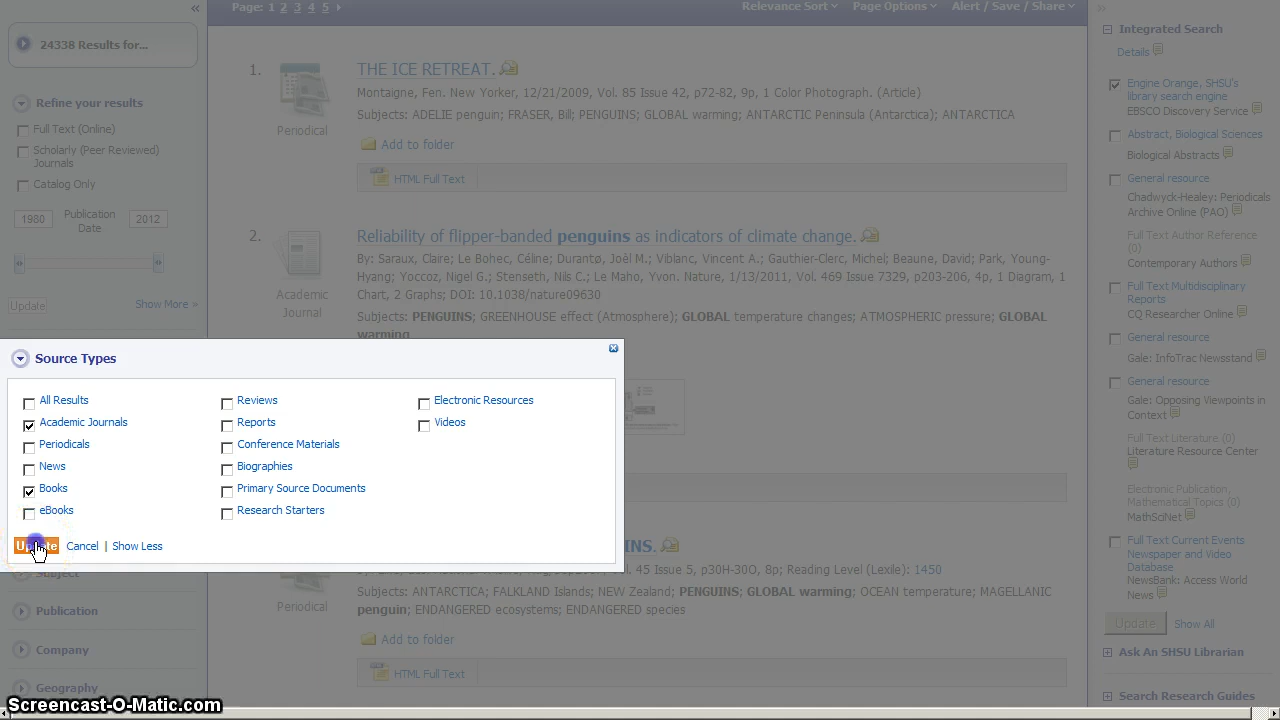 Page: 1 2 3 4 5
Relevance Sort
Page Options
Alert / Save / Share
24338 Results for...
Refine your results
Full Text (Online)
Scholarly (Peer Reviewed)
Journals
Catalog Only
1980
Publication
Date
2012
Update
Show More »
1.
THE ICE RETREAT.
Montaigne, Fen. New Yorker, 12/21/2009, Vol. 85 Issue 42, p72-82, 9p, 1 Color Photograph. (Article)
Periodical
Subjects: ADELIE penguin; FRASER, Bill; PENGUINS; GLOBAL warming; ANTARCTIC Peninsula (Antarctica); ANTARCTICA
Add to folder
HTML Full Text
2.
Reliability of flipper-banded penguins as indicators of climate change.
By: Saraux, Claire; Le Bohec, Céline; Durantø, Joël M.; Viblanc, Vincent A.; Gauthier-Clerc, Michel; Beaune, David; Park, Young-
Hyang; Yoccoz, Nigel G.; Stenseth, Nils C.; Le Maho, Yvon. Nature, 1/13/2011, Vol. 469 Issue 7329, p203-206, 4p, 1 Diagram, 1
Chart, 2 Graphs; DOI: 10.1038/nature09630
Academic
Journal
Subjects: PENGUINS; GREENHOUSE effect (Atmosphere); GLOBAL temperature changes; ATMOSPHERIC pressure; GLOBAL
warming
Source Types
All Results
Academic Journals
Periodicals
News
Books
eBooks
Reviews
Reports
Conference Materials
Biographies
Primary Source Documents
Research Starters
Electronic Resources
Videos
Update
Cancel | Show Less
Subject
Publication
Company
Geography
45 Issue 5, p30H-30O, 8p; Reading Level (Lexile): 1450
Periodical
Subjects: ANTARCTICA; FALKLAND Islands; NEW Zealand; PENGUINS; GLOBAL warming; OCEAN temperature; MAGELLANIC
penguin; ENDANGERED ecosystems; ENDANGERED species
Add to folder
HTML Full Text
Integrated Search
Details
Engine Orange, SHSU's
library search engine
EBSCO Discovery Service
Abstract, Biological Sciences
Biological Abstracts
General resource
Chadwyck-Healey: Periodicals
Archive Online (PAO)
Full Text Author Reference
(0)
Contemporary Authors
Full Text Multidisciplinary
Reports
CQ Researcher Online
General resource
Gale: InfoTrac Newsstand
General resource
Gale: Opposing Viewpoints in
Context
Full Text Literature (0)
Literature Resource Center
Electronic Publication,
Mathematical Topics (0)
MathSciNet
Full Text Current Events
Newspaper and Video
Database
NewsBank: Access World
News
Update
Show All
Ask An SHSU Librarian
Search Research Guides
Screencast-O-Matic.com